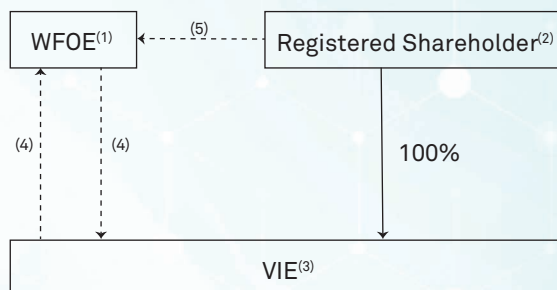 WFOE(1)
(5)
Registered Shareholder(2)
(4)
(4)
100%
VIE(3)